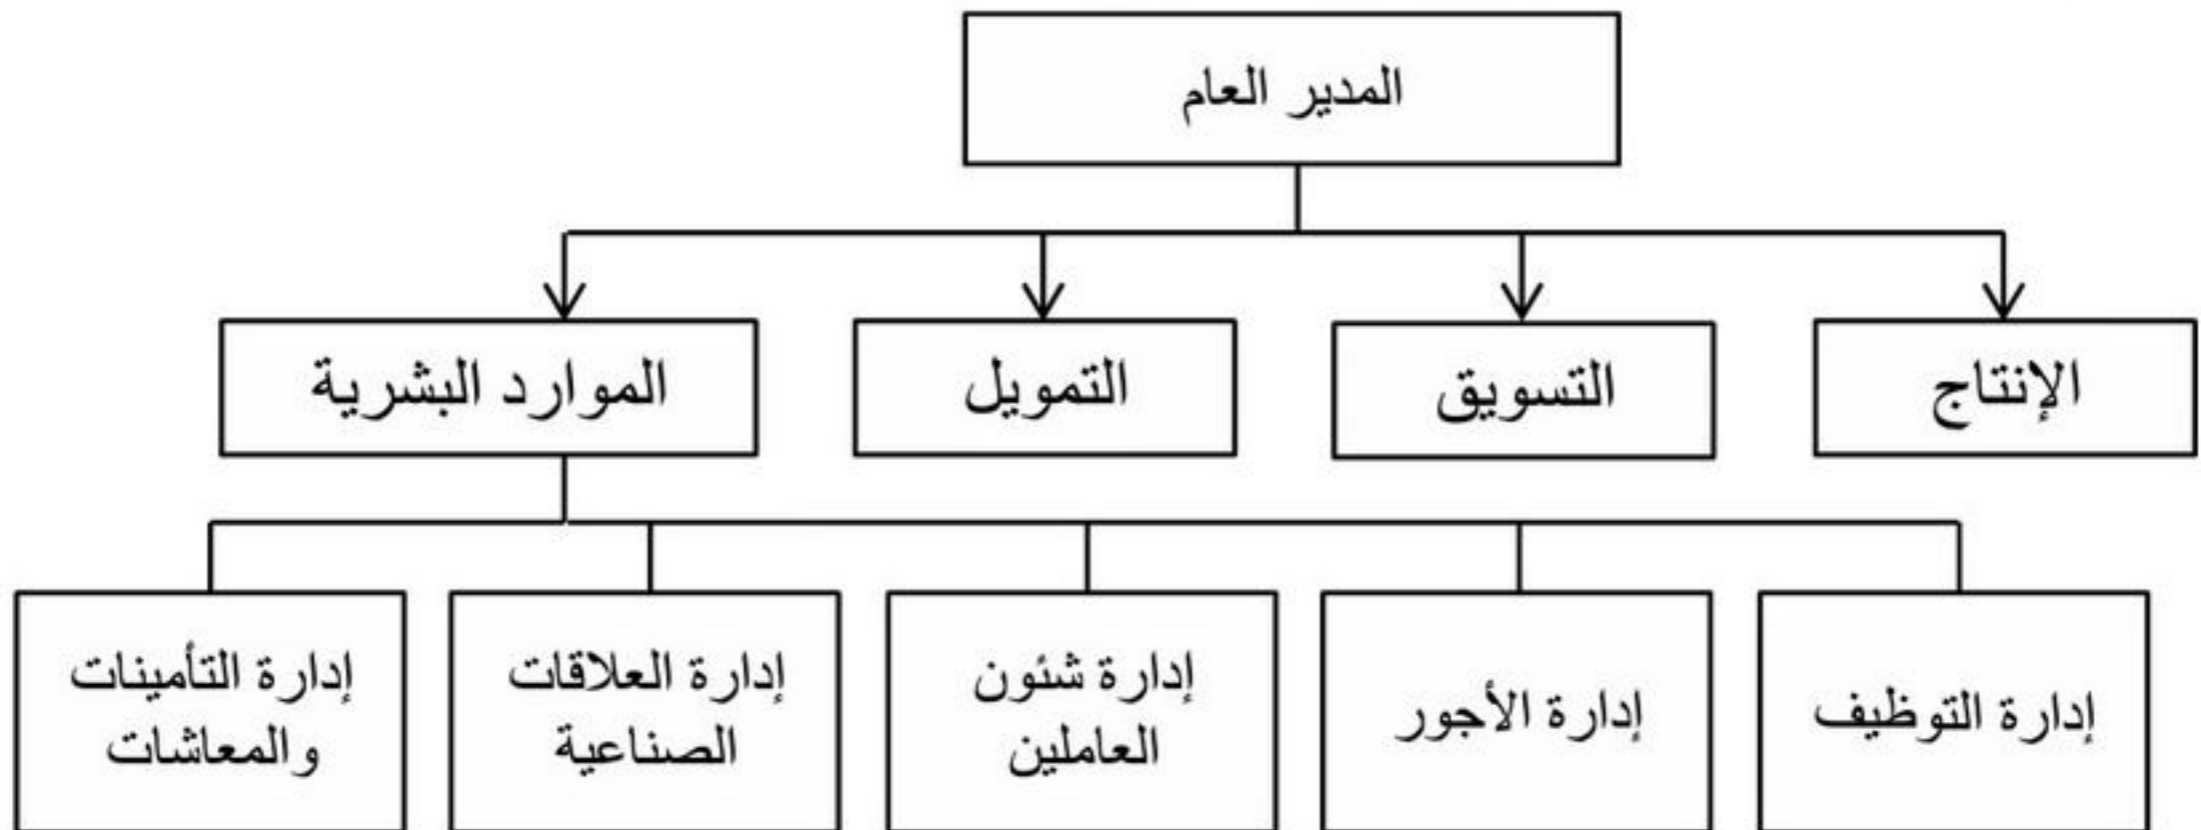 المدير العام
الإنتاج
التسويق
التمويل
الموارد البشرية
إدارة التوظيف
إدارة الأجور
إدارة شئون
العاملين
إدارة العلاقات
الصناعية
إدارة التأمينات
والمعاشات